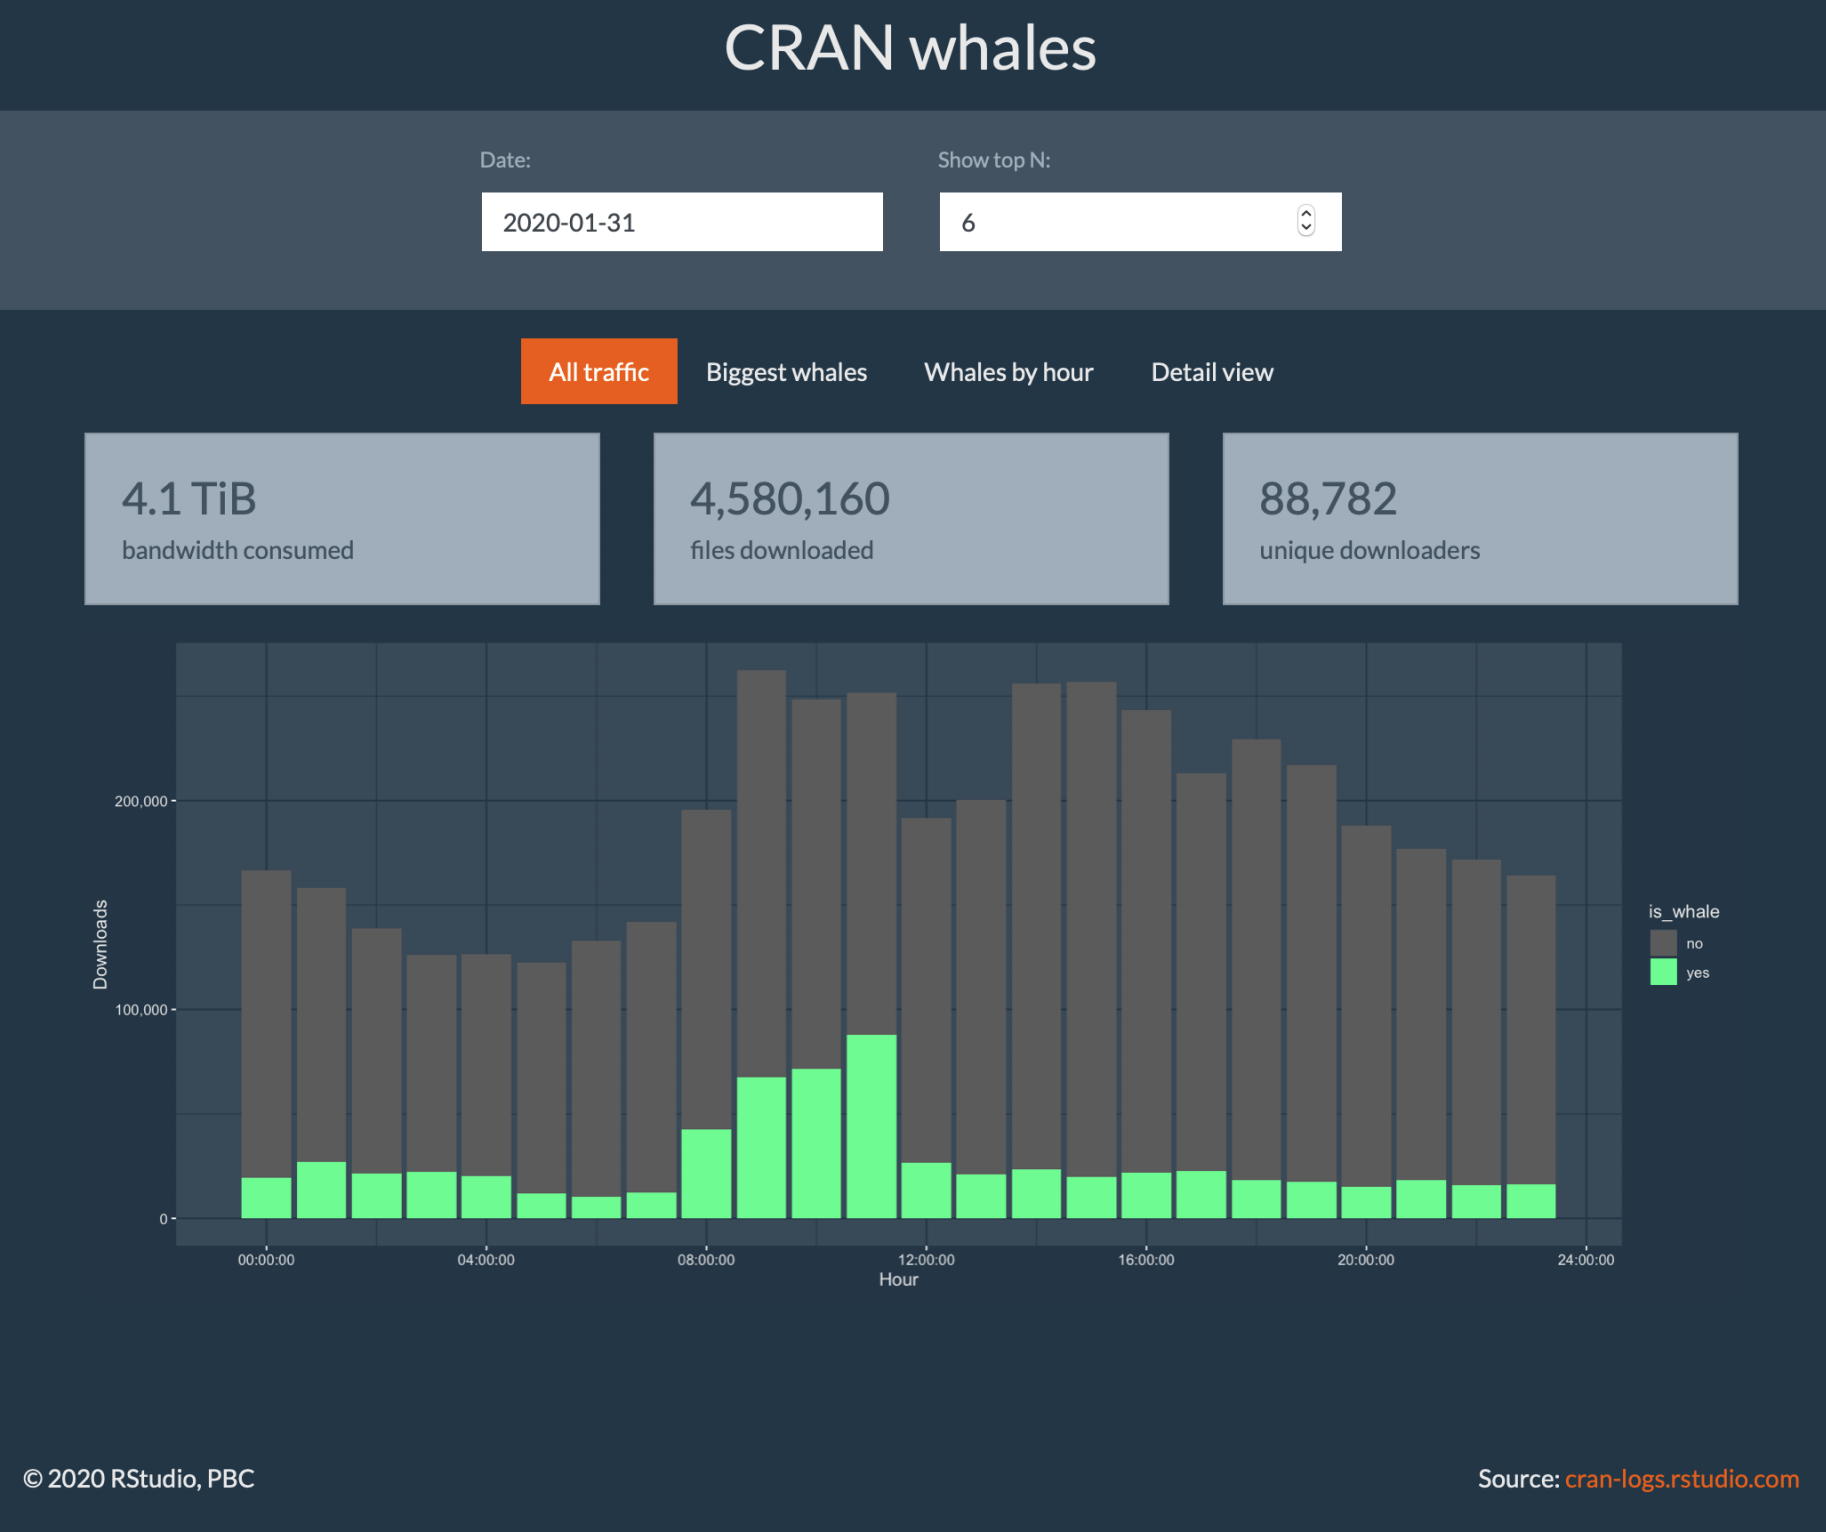 CRAN whales
Date:
Show top N:
2020-01-31
6
All traffic
Biggest whales
Whales by hour
Detail view
4.1 TiB
bandwidth consumed
4,580,160
files downloaded
88,782
unique downloaders
Downloads
200,000
100,000
0
00:00:00
04:00:00
08:00:00
12:00:00
16:00:00
20:00:00
24:00:00
Hour
is_whale
no
yes
© 2020 RStudio, PBC
Source: cran-logs.rstudio.com